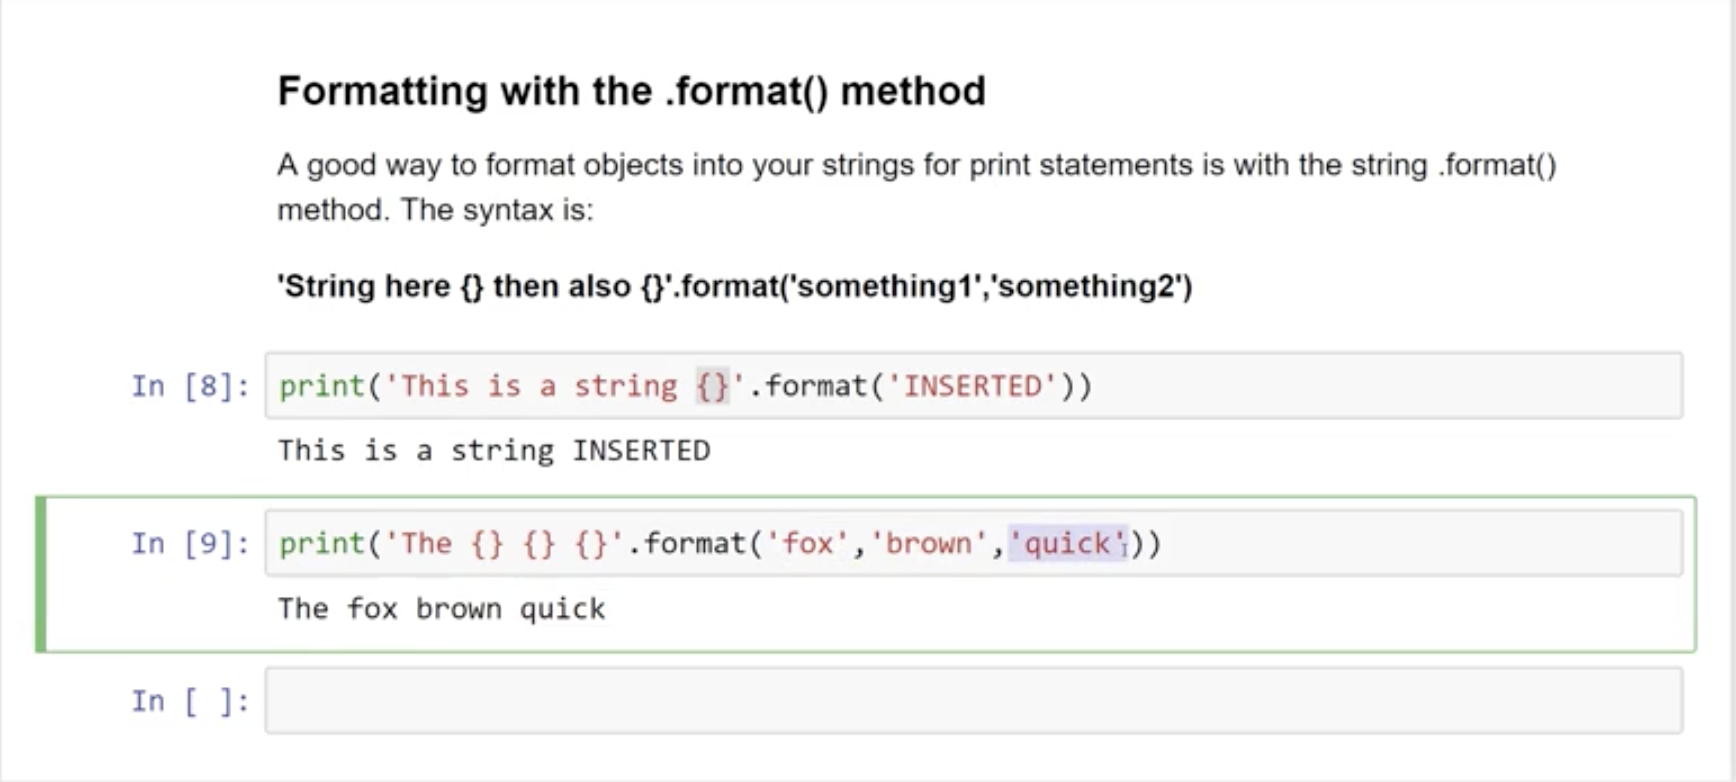 Formatting with the .format() method
A good way to format objects into your strings for print statements is with the string .format()
method. The syntax is:
'String here {} then also {}'.format('something1','something2')
In [8]: print('This is a string {}'.format('INSERTED'))
This is a string INSERTED
In [9]: print('The {} {} {}'.format('fox','brown','quick'))
The fox brown quick
In [ ]: